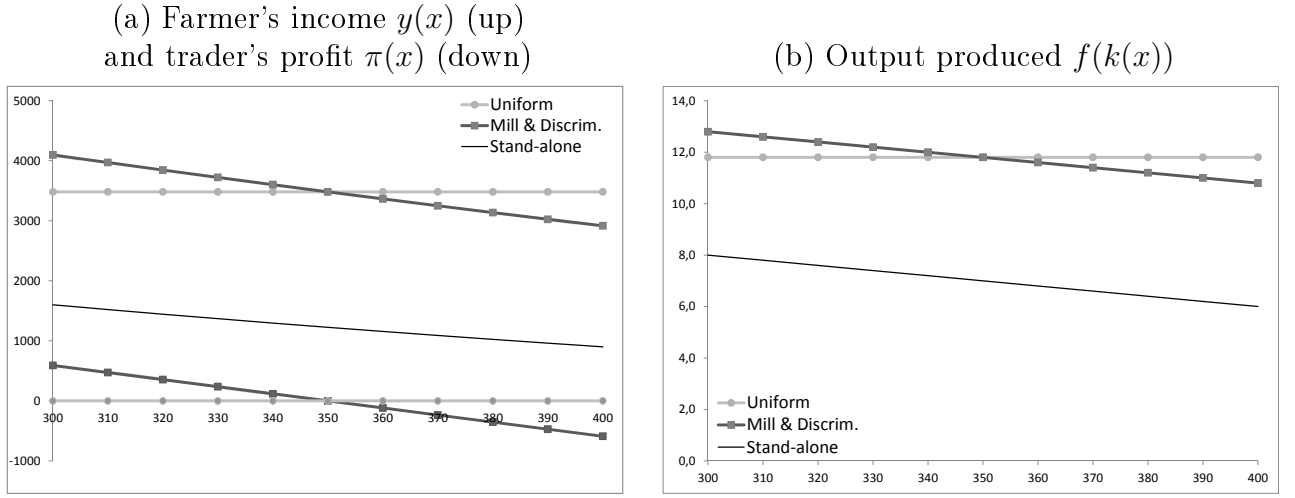 (a) Farmer's income y(x) (up)
and trader's profit π(x) (down)
5000
4000
3000
2000
1000
0
-1000
300 310 320 330 340 350 360 370 380 390 400
Uniform
Mill & Discrim.
Stand-alone
(b) Output produced f(k(x))
14,0
12,0
10,0
8,0
6,0
4,0
2,0
0,0
Uniform
Mill & Discrim.
Stand-alone
300 310 320 330 340 350 360 370 380 390 400